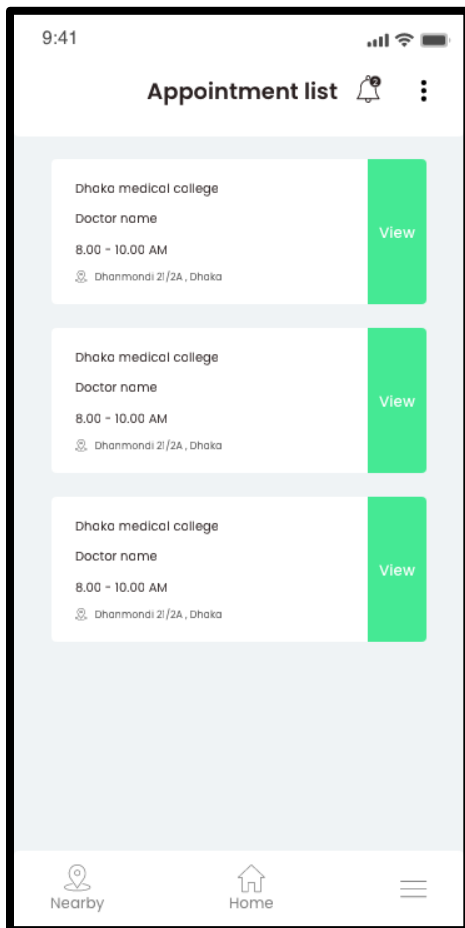 9:41
Appointment list
2
Dhaka medical college
Doctor name
8.00 - 10.00 AM
Dhanmondi 21/2A , Dhaka
View
Dhaka medical college
Doctor name
8.00 - 10.00 AM
Dhanmondi 21/2A , Dhaka
View
Dhaka medical college
Doctor name
8.00 - 10.00 AM
Dhanmondi 21/2A , Dhaka
View
Nearby
Home